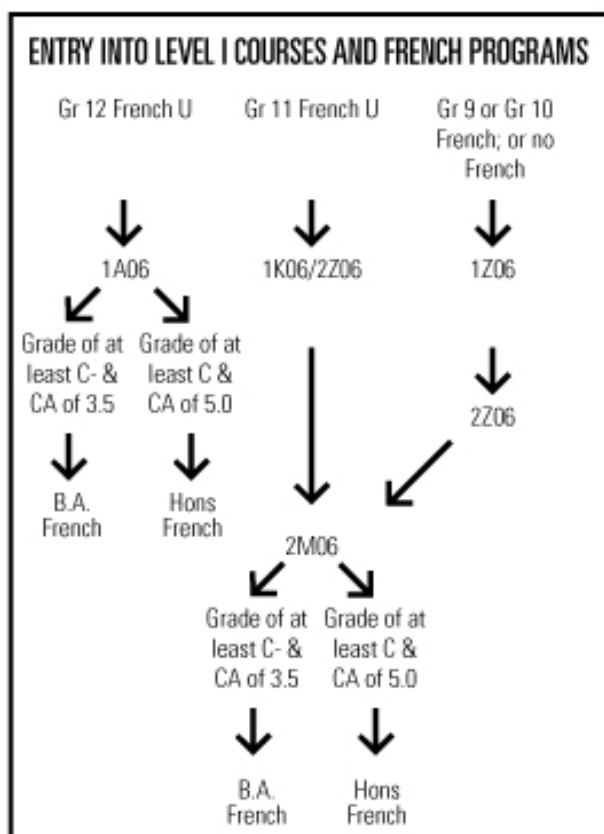 ENTRY INTO LEVEL I COURSES AND FRENCH PROGRAMS
Gr 12 French U
Gr 11 French U
Gr 9 or Gr 10
French; or no
French
1A06
1K06/2Z06
1Z06
Grade of at
least C- &
CA of 3.5
Grade of at
least C &
CA of 5.0
2Z06
B.A.
French
Hons
French
2M06
Grade of at
least C- &
CA of 3.5
Grade of at
least C &
CA of 5.0
B.A.
French
Hons
French